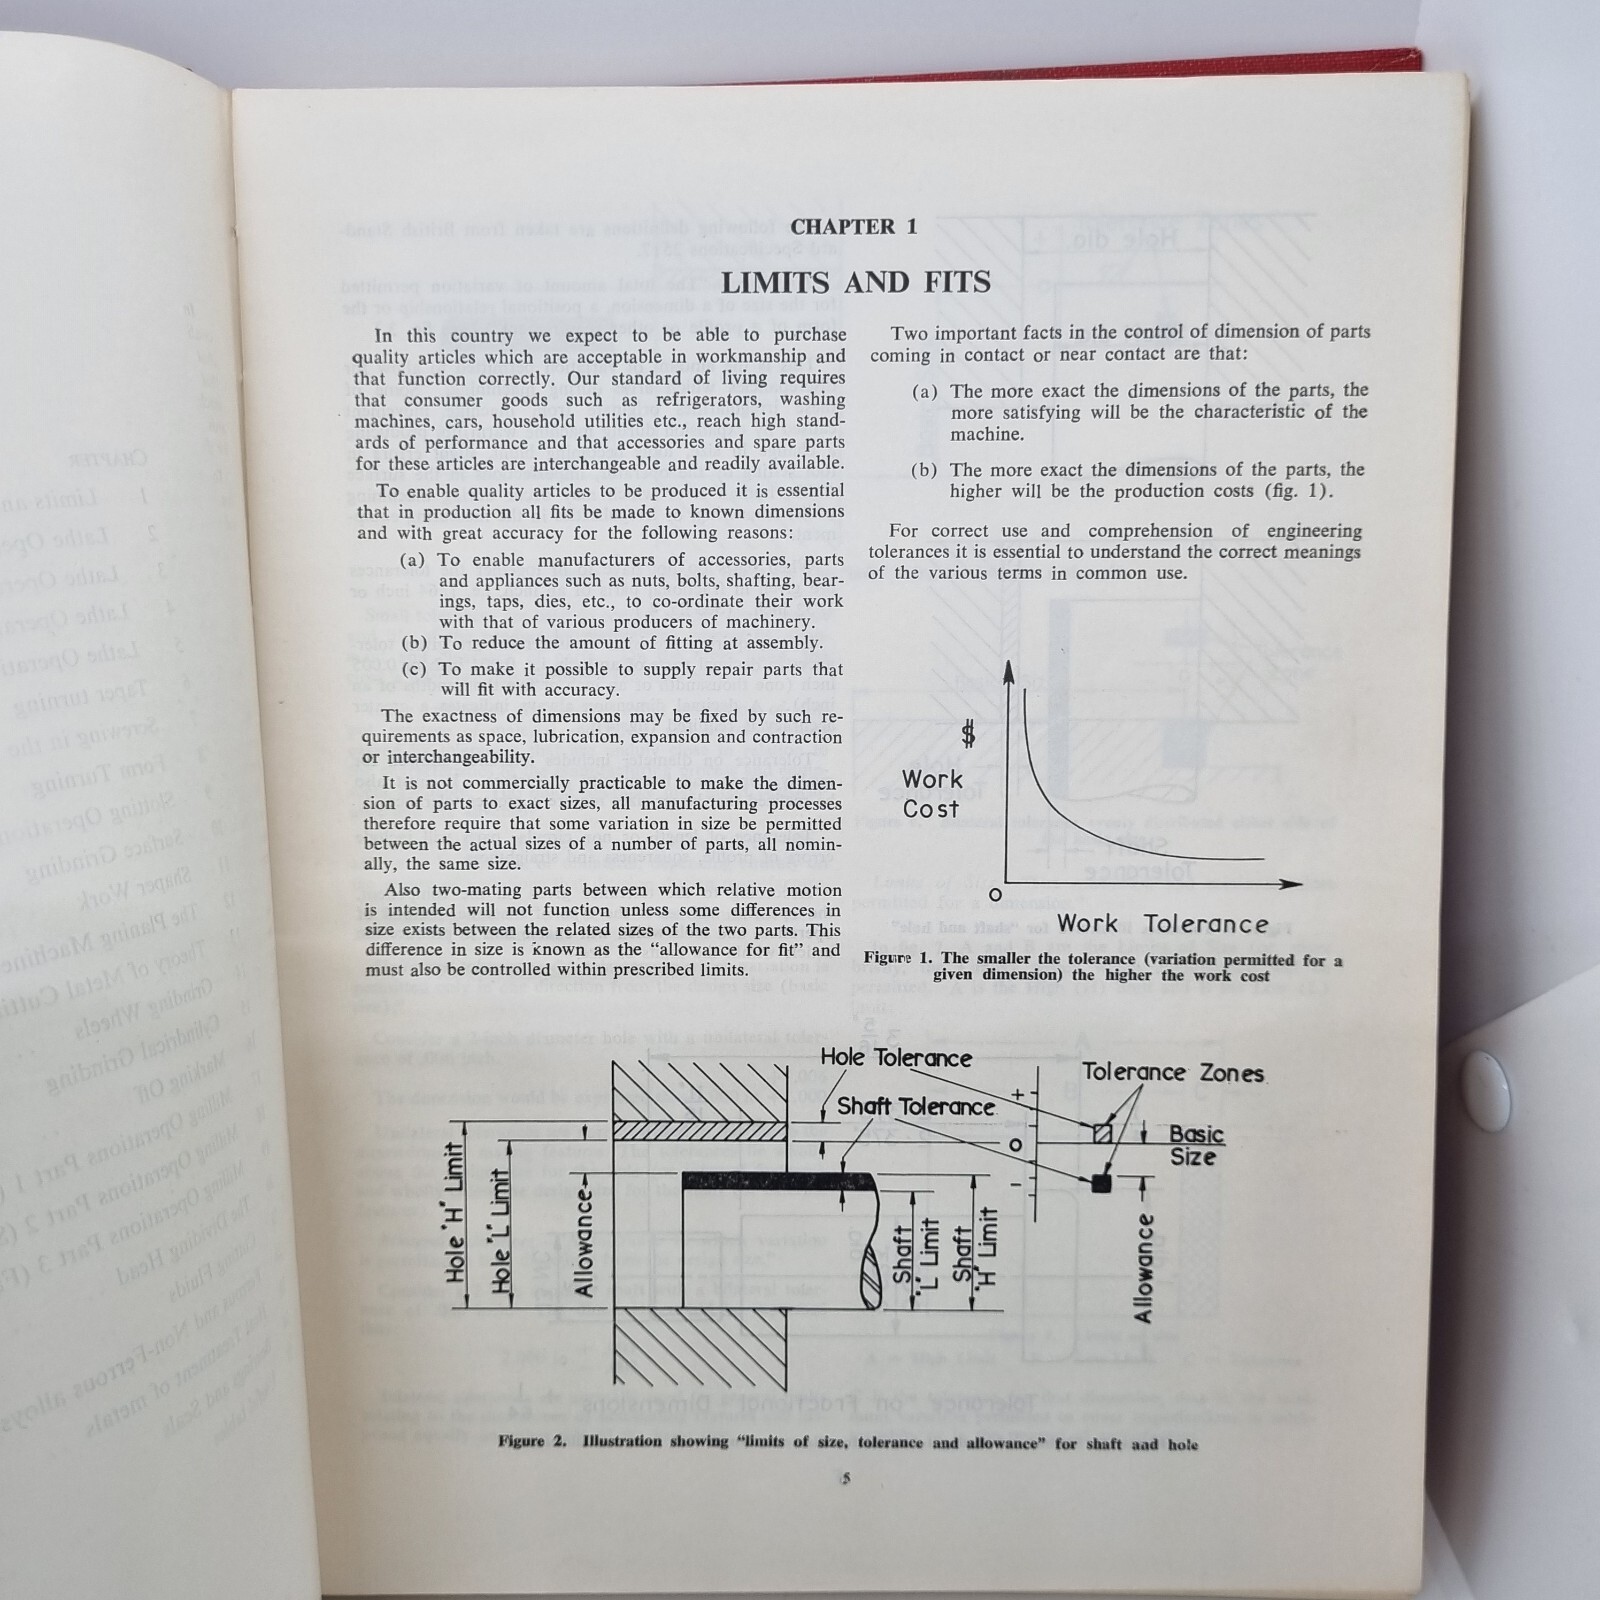 CHAPTER 1
LIMITS AND FITS
In this country we expect to be able to purchase
quality articles which are acceptable in workmanship and
that function correctly. Our standard of living requires
that consumer goods such as refrigerators, washing
machines, cars, household utilities etc., reach high stand-
ards of performance and that accessories and spare parts
for these articles are interchangeable and readily available.
To enable quality articles to be produced it is essential
that in production all fits be made to known dimensions
and with great accuracy for the following reasons:
(a) To enable manufacturers of accessories, parts
and appliances such as nuts, bolts, shafting, bear-
ings, taps, dies, etc., to co-ordinate their work
with that of various producers of machinery.
(b) To reduce the amount of fitting at assembly.
(c) To make it possible to supply repair parts that
will fit with accuracy.
The exactness of dimensions may be fixed by such re-
quirements as space, lubrication, expansion and contraction
or interchangeability.
It is not commercially practicable to make the dimen-
sion of parts to exact sizes, all manufacturing processes
therefore require that some variation in size be permitted
between the actual sizes of a number of parts, all nomin-
ally, the same size.
Also two-mating parts between which relative motion
is intended will not function unless some differences in
size exists between the related sizes of the two parts. This
difference in size is known as the “allowance for fit” and
must also be controlled within prescribed limits.
Two important facts in the control of dimension of parts
coming in contact or near contact are that:
(a) The more exact the dimensions of the parts, the
more satisfying will be the characteristic of the
machine.
(b) The more exact the dimensions of the parts, the
higher will be the production costs (fig. 1).
For correct use and comprehension of engineering
tolerances it is essential to understand the correct meanings
of the various terms in common use.
$
Work
Cost
O
Work Tolerance
Figure 1. The smaller the tolerance (variation permitted for a
given dimension) the higher the work cost
Hole Tolerance
Shaft Tolerance
Tolerance Zones
+
O
-
Basic
Size
Hole "H" Limit
Hole "L" Limit
Allowance
Shaft
"L" Limit
Shaft
"H" Limit
Allowance
Figure 2. Illustration showing “limits of size, tolerance and allowance” for shaft aad hole
5